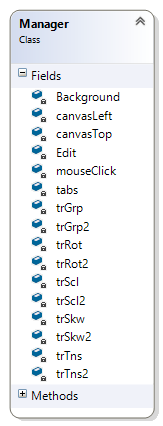 Manager
Class
Fields
Background
canvasLeft
canvasTop
Edit
mouseClick
tabs
trGrp
trGrp2
trRot
trRot2
trScl
trScl2
trSkw
trSkw2
trTns
trTns2
Methods